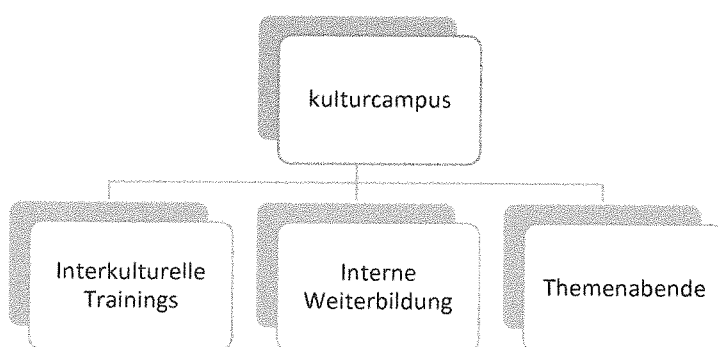 kulturcampus
Interkulturelle
Trainings
Interne
Weiterbildung
Themenabende